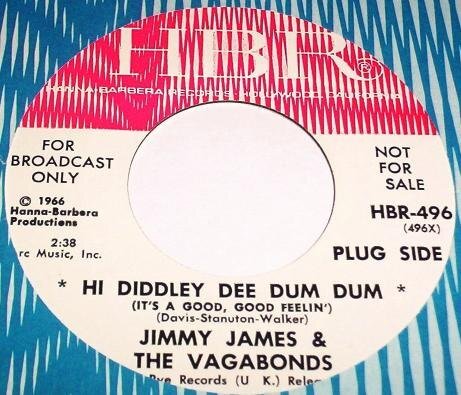 HBR®
HANNA-BARBERA RECORDS · HOLLYWOOD, CALIFORNIA
FOR
BROADCAST
ONLY
© 1966
Hanna-Barbera
Productions
2:38
rc Music, Inc.
NOT
FOR
SALE
HBR-496
(496X)
PLUG SIDE
* HI DIDDLEY DEE DUM DUM *
(IT'S A GOOD, GOOD FEELIN')
(Davis-Stanuton-Walker)
JIMMY JAMES &
THE VAGABONDS
Pye Records (U K.) Relea